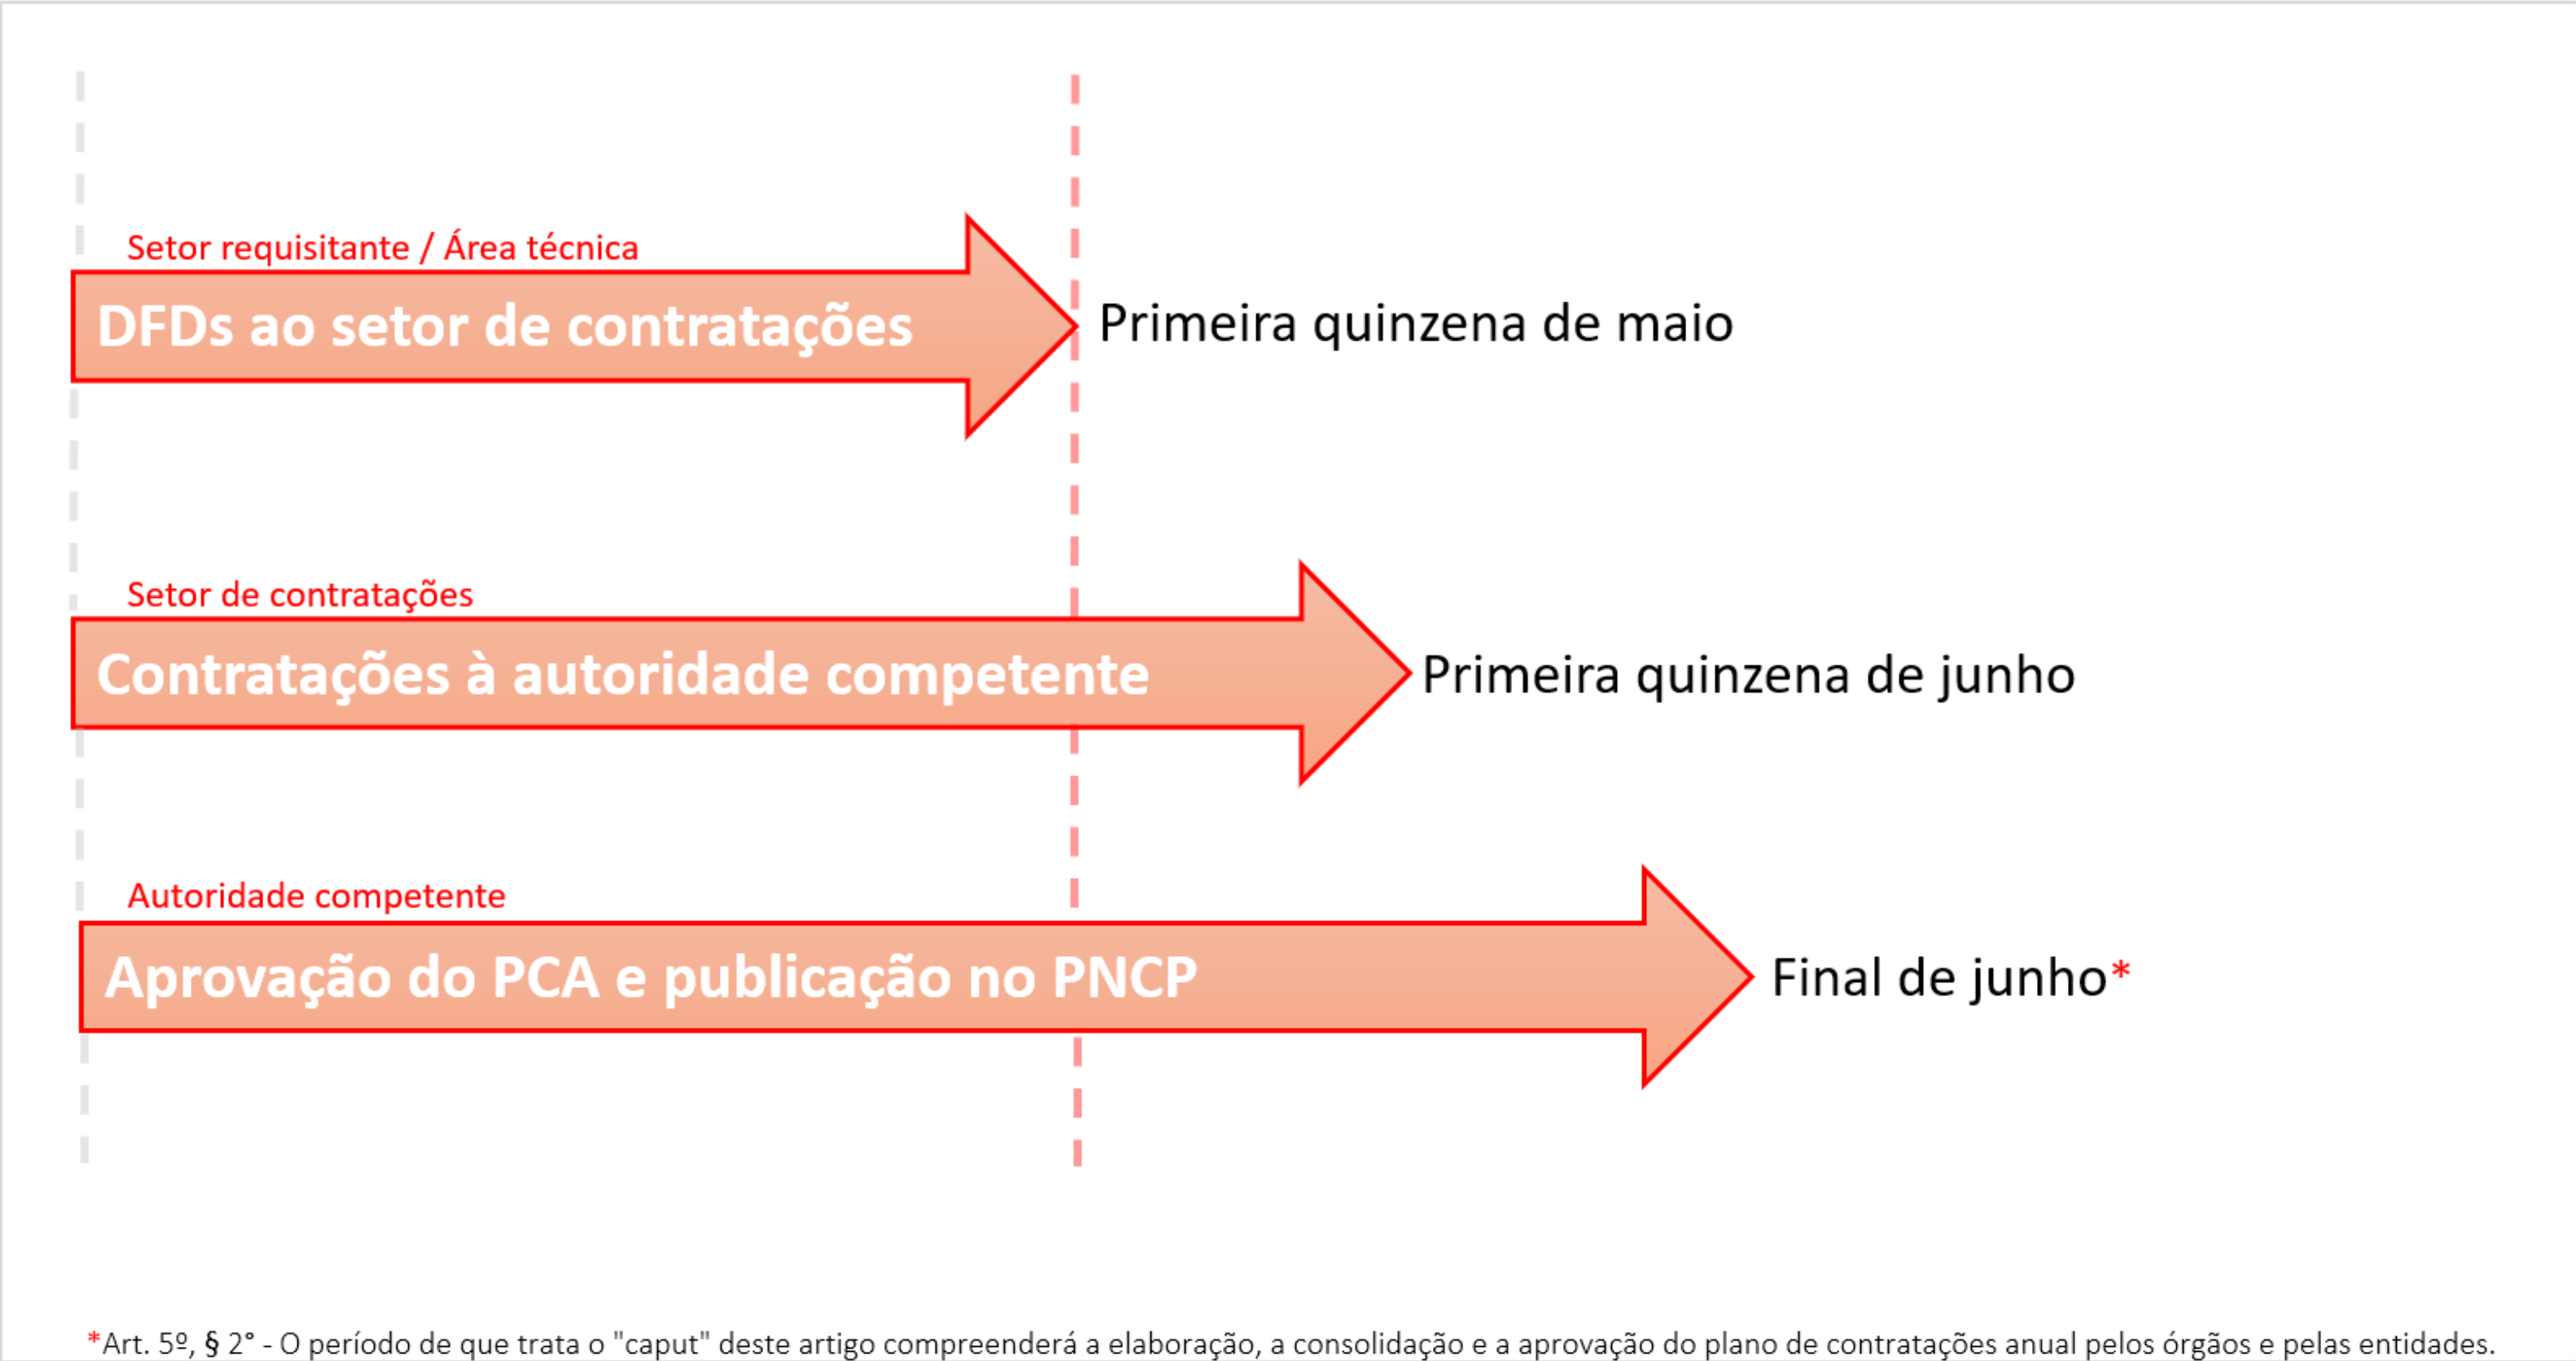 Setor requisitante / Área técnica
DFDs ao setor de contratações
Primeira quinzena de maio
Setor de contratações
Contratações à autoridade competente
Primeira quinzena de junho
Autoridade competente
Aprovação do PCA e publicação no PNCP
Final de junho*
*Art. 5º, § 2° - O período de que trata o "caput" deste artigo compreenderá a elaboração, a consolidação e a aprovação do plano de contratações anual pelos órgãos e pelas entidades.